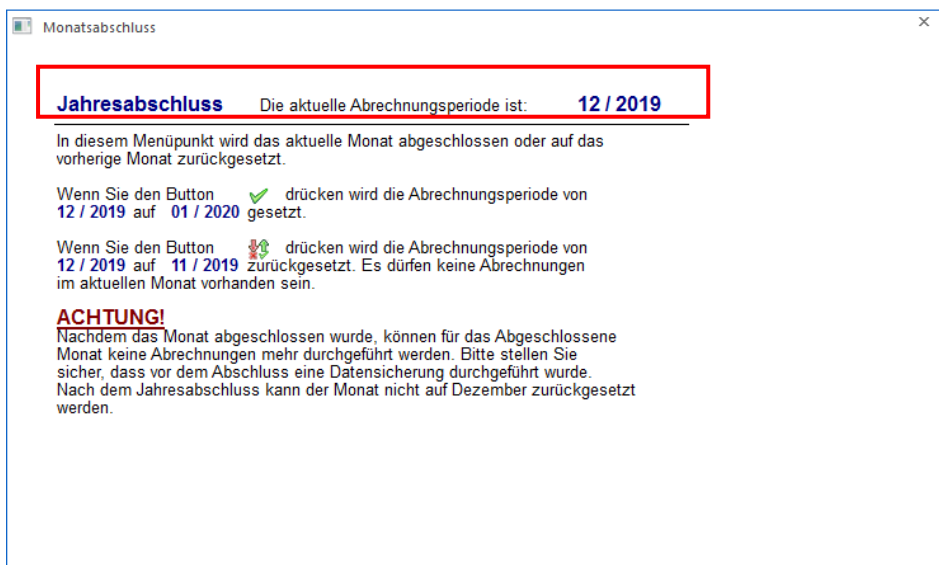 Monatsabschluss
Jahresabschluss Die aktuelle Abrechnungsperiode ist: 12 / 2019
In diesem Menüpunkt wird das aktuelle Monat abgeschlossen oder auf das
vorherige Monat zurückgesetzt.
Wenn Sie den Button drücken wird die Abrechnungsperiode von
12 / 2019 auf 01 / 2020 gesetzt.
Wenn Sie den Button drücken wird die Abrechnungsperiode von
12 / 2019 auf 11 / 2019 zurückgesetzt. Es dürfen keine Abrechnungen
im aktuellen Monat vorhanden sein.
ACHTUNG!
Nachdem das Monat abgeschlossen wurde, können für das Abgeschlossene
Monat keine Abrechnungen mehr durchgeführt werden. Bitte stellen Sie
sicher, dass vor dem Abschluss eine Datensicherung durchgeführt wurde.
Nach dem Jahresabschluss kann der Monat nicht auf Dezember zurückgesetzt
werden.